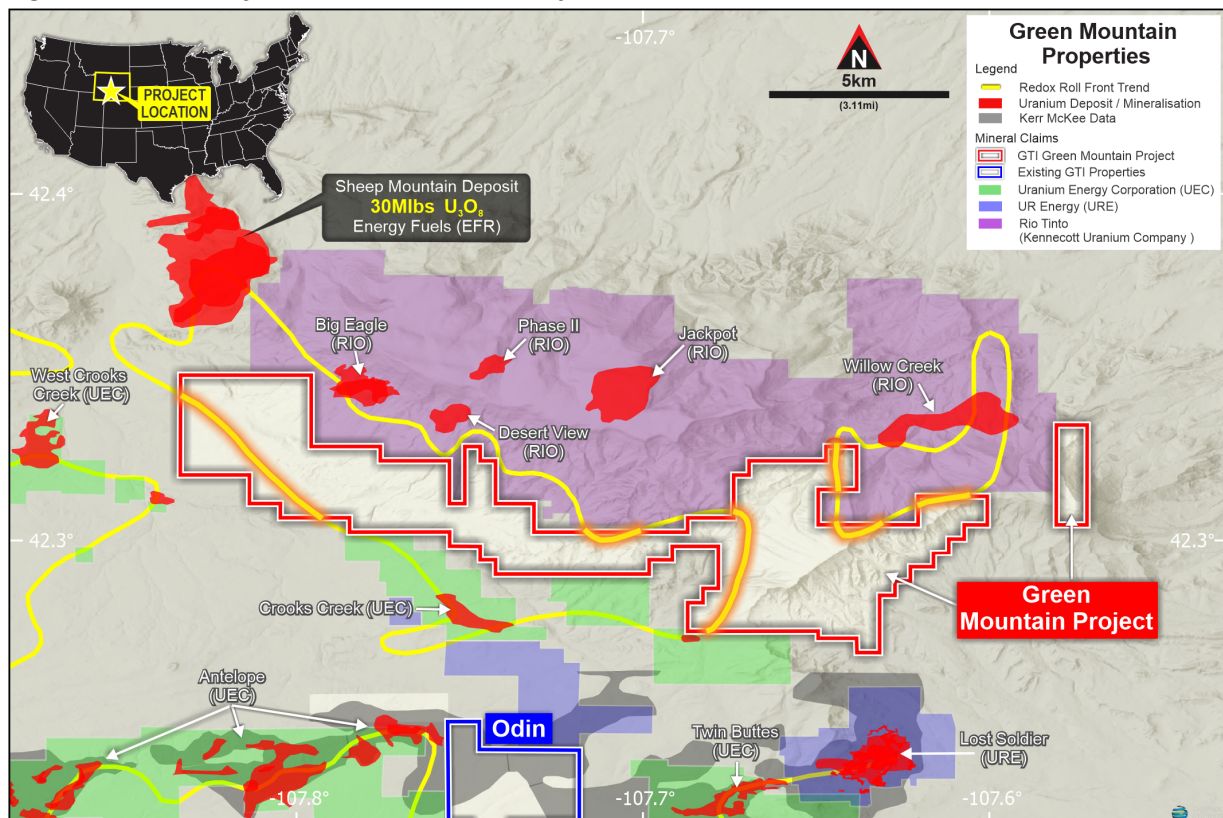 -107.7°
N
5km
(3.11mi)
Green Mountain
Properties
Legend
Redox Roll Front Trend
Uranium Deposit / Mineralisation
Kerr McKee Data
Mineral Claims
GTI Green Mountain Project
Existing GTI Properties
Uranium Energy Corporation (UEC)
UR Energy (URE)
Rio Tinto
(Kennecott Uranium Company )
PROJECT
LOCATION
42.4°
Sheep Mountain Deposit
30Mlbs U₃O₈
Energy Fuels (EFR)
Big Eagle
(RIO)
Phase II
(RIO)
Jackpot
(RIO)
Willow Creek
(RIO)
West Crooks
Creek (UEC)
Desert View
(RIO)
42.3°
42.3°
Crooks Creek (UEC)
Green
Mountain Project
Antelope
(UEC)
Odin
Twin Buttes
(UEC)
Lost Soldier
(URE)
-107.8°
-107.7°
-107.6°